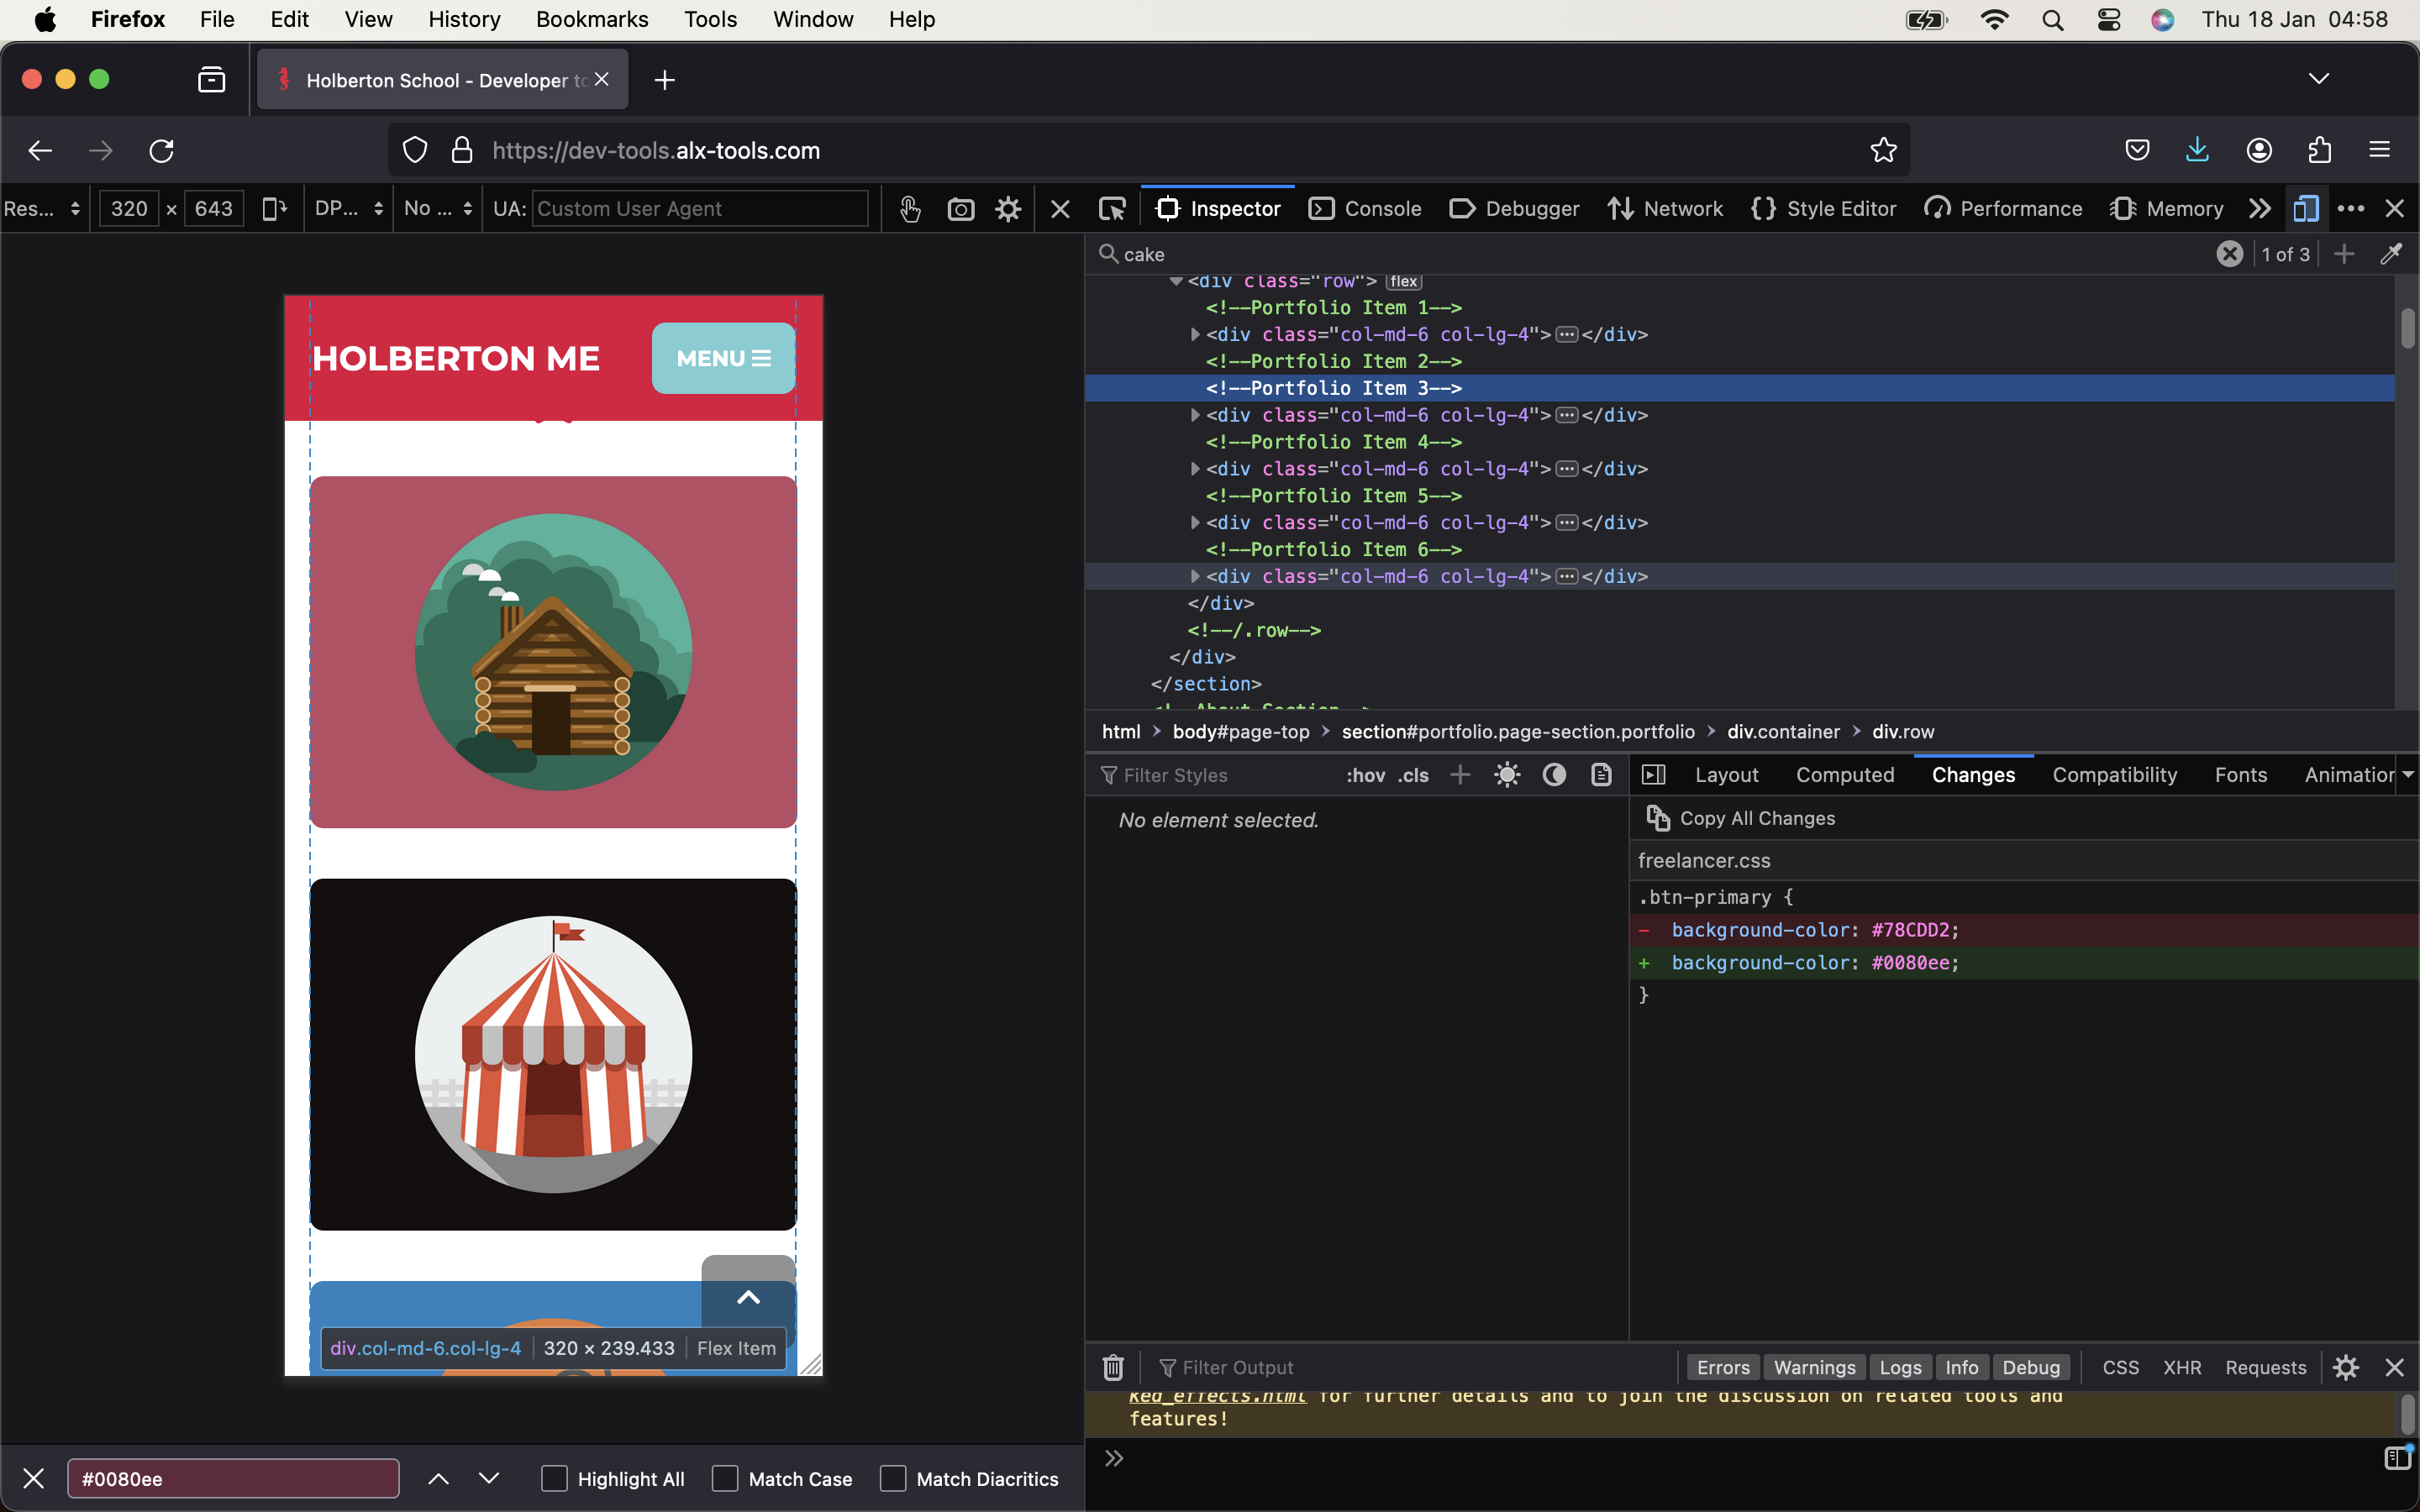 Firefox File Edit View History Bookmarks Tools Window Help Thu 18 Jan 04:58
Holberton School - Developer to
https://dev-tools.alx-tools.com
Res... 320 × 643 DP... No ... UA: Custom User Agent
Inspector Console Debugger Network Style Editor Performance Memory
cake 1 of 3
<div class="row"> flex
<!--Portfolio Item 1-->
<div class="col-md-6 col-lg-4">...</div>
<!--Portfolio Item 2-->
<!--Portfolio Item 3-->
<div class="col-md-6 col-lg-4">...</div>
<!--Portfolio Item 4-->
<div class="col-md-6 col-lg-4">...</div>
<!--Portfolio Item 5-->
<div class="col-md-6 col-lg-4">...</div>
<!--Portfolio Item 6-->
<div class="col-md-6 col-lg-4">...</div>
</div>
<!--/.row-->
</div>
</section>
About Section
html > body#page-top > section#portfolio.page-section.portfolio > div.container > div.row
HOLBERTON ME MENU
div.col-md-6.col-lg-4 320 × 239.433 Flex Item
Filter Styles :hov .cls
No element selected.
Layout Computed Changes Compatibility Fonts Animation
Copy All Changes
freelancer.css
.btn-primary {
- background-color: #78CDD2;
+ background-color: #0080ee;
}
Filter Output Errors Warnings Logs Info Debug CSS XHR Requests
ked_effects.html for further details and to join the discussion on related tools and
features!
>>
#0080ee Highlight All Match Case Match Diacritics